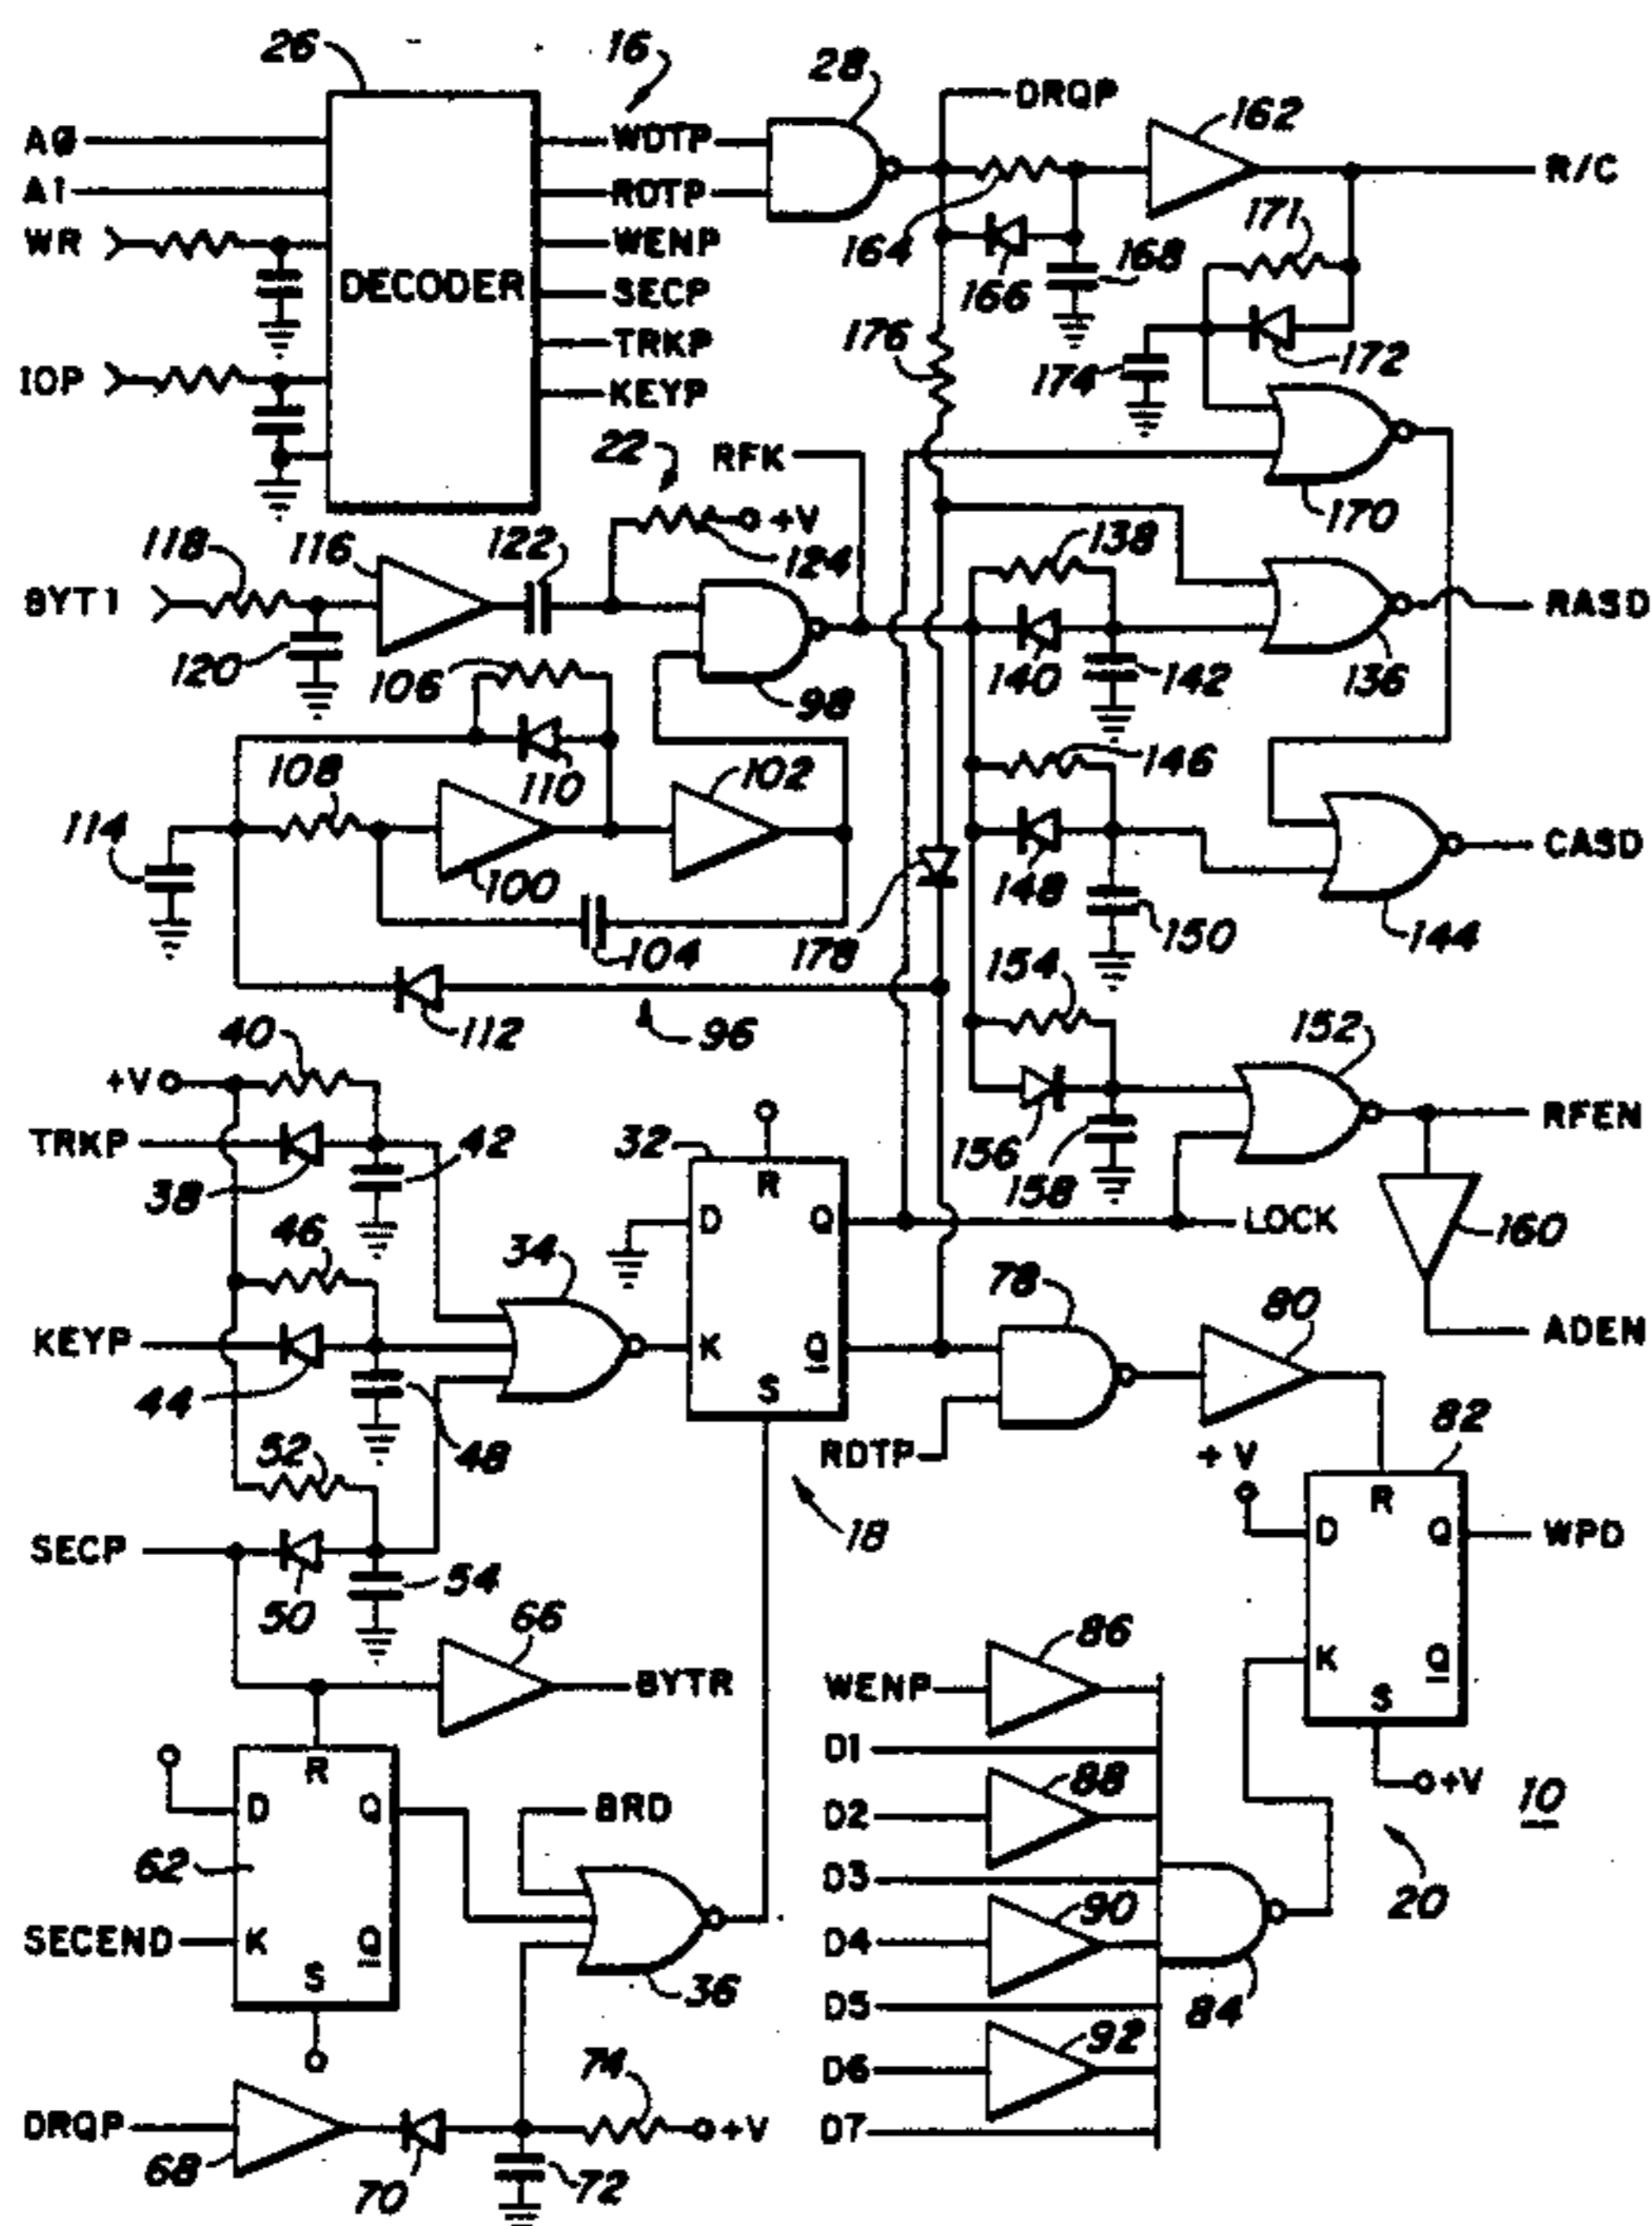 26
16
28
DRQP
162
A0
WDTP
R/C
A1
RDTP
171
WR
WENP
164
DECODER
SECP
166
168
TRKP
176
172
IOP
KEYP
174
22
RFK
+V
170
118
116
122
124
138
BYT1
RASD
120
106
98
140
142
136
108
110
102
146
114
100
148
CASD
104
178
150
144
154
112
96
40
152
+V
TRKP
42
32
RFEN
38
R
156
158
D
Q
LOCK
160
46
34
78
80
KEYP
K
Q
ADEN
44
S
82
52
48
RDTP
+V
R
SECP
18
D
Q
WPD
50
54
66
86
BYTR
WENP
K
Q
S
R
D1
D
Q
BRD
88
+V
10
D2
62
D3
20
90
SECEND
K
Q
D4
S
36
D5
84
92
74
D6
DRQP
+V
D7
68
70
72